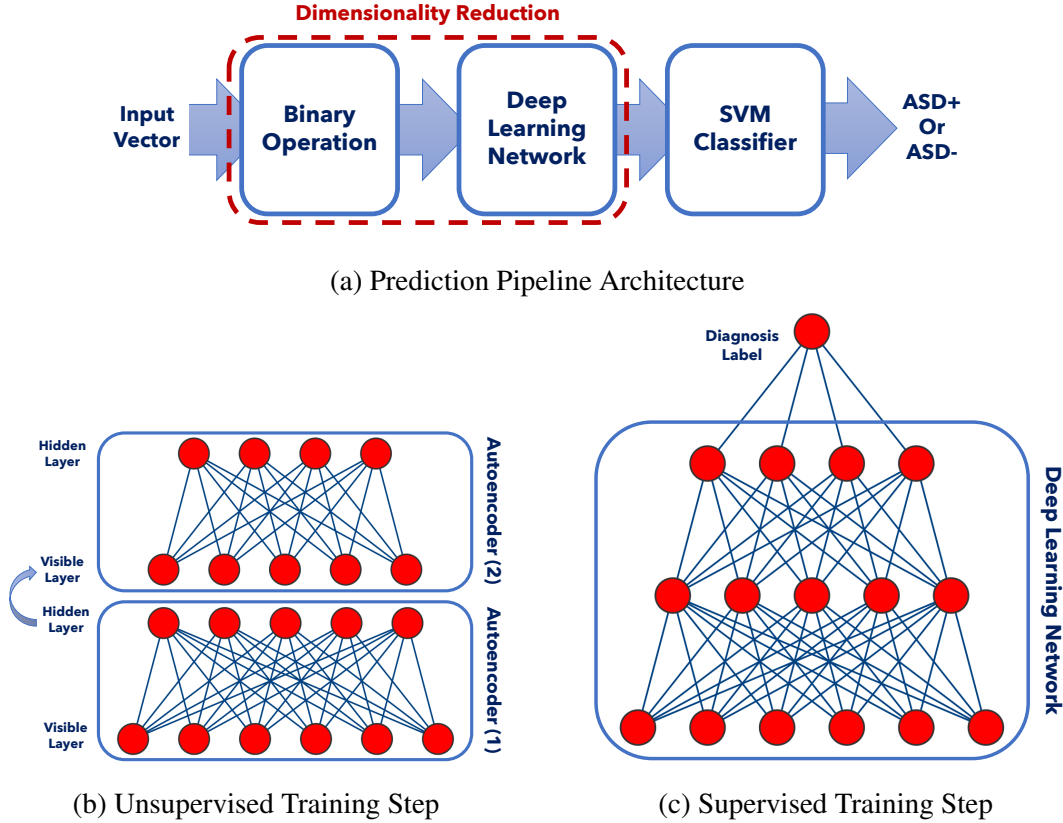 Dimensionality Reduction
Input
Vector
Binary
Operation
Deep
Learning
Network
SVM
Classifier
ASD+
Or
ASD-
(a) Prediction Pipeline Architecture
Hidden
Layer
Visible
Layer
Autoencoder (2)
Hidden
Layer
Visible
Layer
Autoencoder (1)
(b) Unsupervised Training Step
Diagnosis
Label
Deep Learning Network
(c) Supervised Training Step